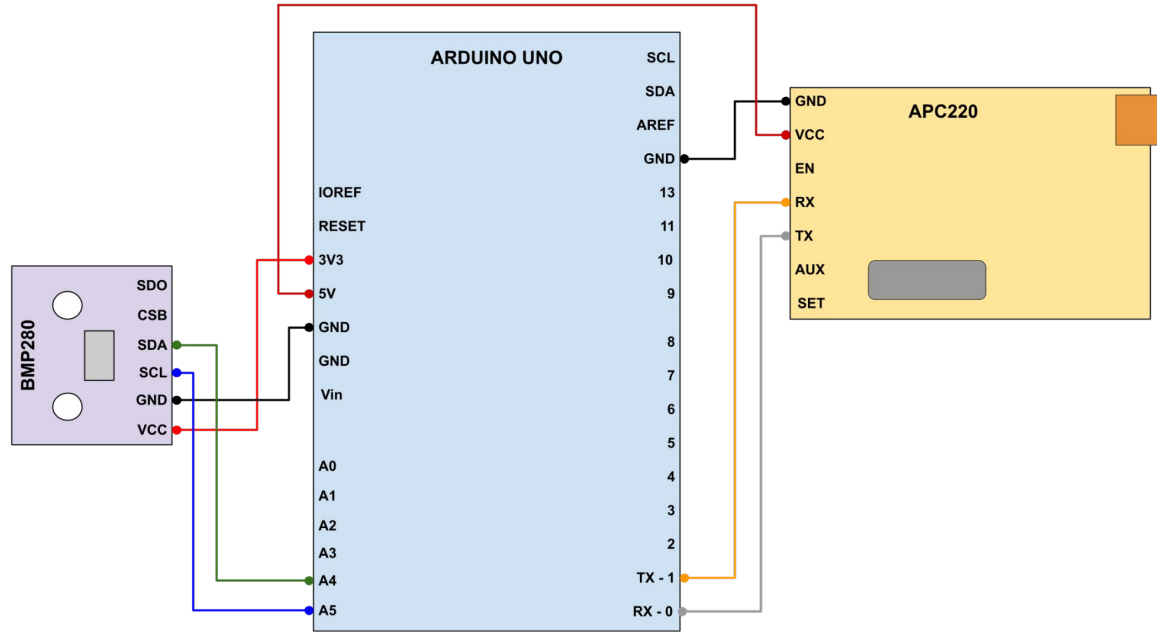 ARDUINO UNO
SCL
SDA
AREF
GND
13
11
10
9
8
7
6
5
4
3
2
TX - 1
RX - 0
IOREF
RESET
3V3
5V
GND
GND
Vin
A0
A1
A2
A3
A4
A5
BMP280
SDO
CSB
SDA
SCL
GND
VCC
APC220
GND
VCC
EN
RX
TX
AUX
SET